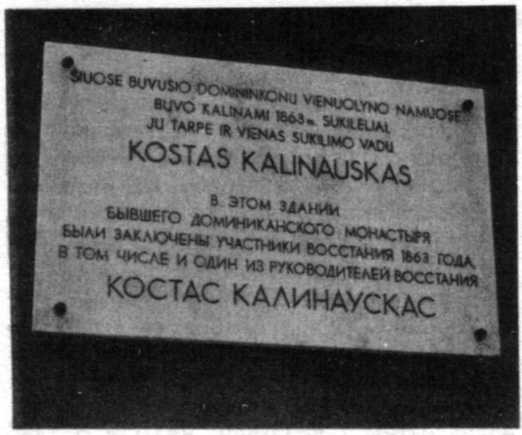 ŠIUOSE BUVUSIO DOMININKONŲ VIENUOLYNO NAMUOSE
BUVO KALINAMI 1863 m. SUKILĖLIAI,
JŲ TARPE IR VIENAS SUKILIMO VADŲ
KOSTAS KALINAUSKAS
В ЭТОМ ЗДАНИИ
БЫВШЕГО ДОМИНИКАНСКОГО МОНАСТЫРЯ
БЫЛИ ЗАКЛЮЧЕНЫ УЧАСТНИКИ ВОССТАНИЯ 1863 ГОДА,
В ТОМ ЧИСЛЕ И ОДИН ИЗ РУКОВОДИТЕЛЕЙ ВОССТАНИЯ
КОСТАС КАЛИНАУСКАС